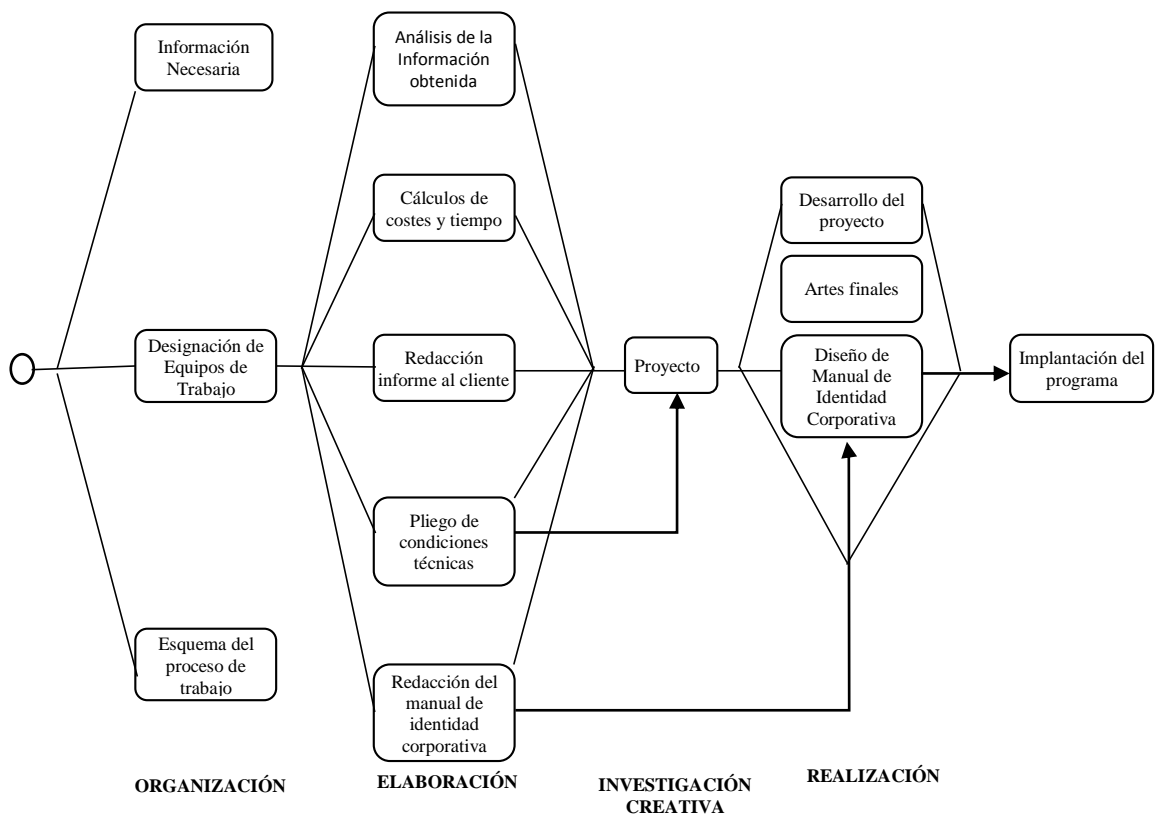 Información
Necesaria
Designación de
Equipos de
Trabajo
Esquema del
proceso de
trabajo
Análisis de la
Información
obtenida
Cálculos de
costes y tiempo
Redacción
informe al cliente
Pliego de
condiciones
técnicas
Redacción del
manual de
identidad
corporativa
Proyecto
Desarrollo del
proyecto
Artes finales
Diseño de
Manual de
Identidad
Corporativa
Implantación del
programa
ORGANIZACIÓN
ELABORACIÓN
INVESTIGACIÓN
CREATIVA
REALIZACIÓN